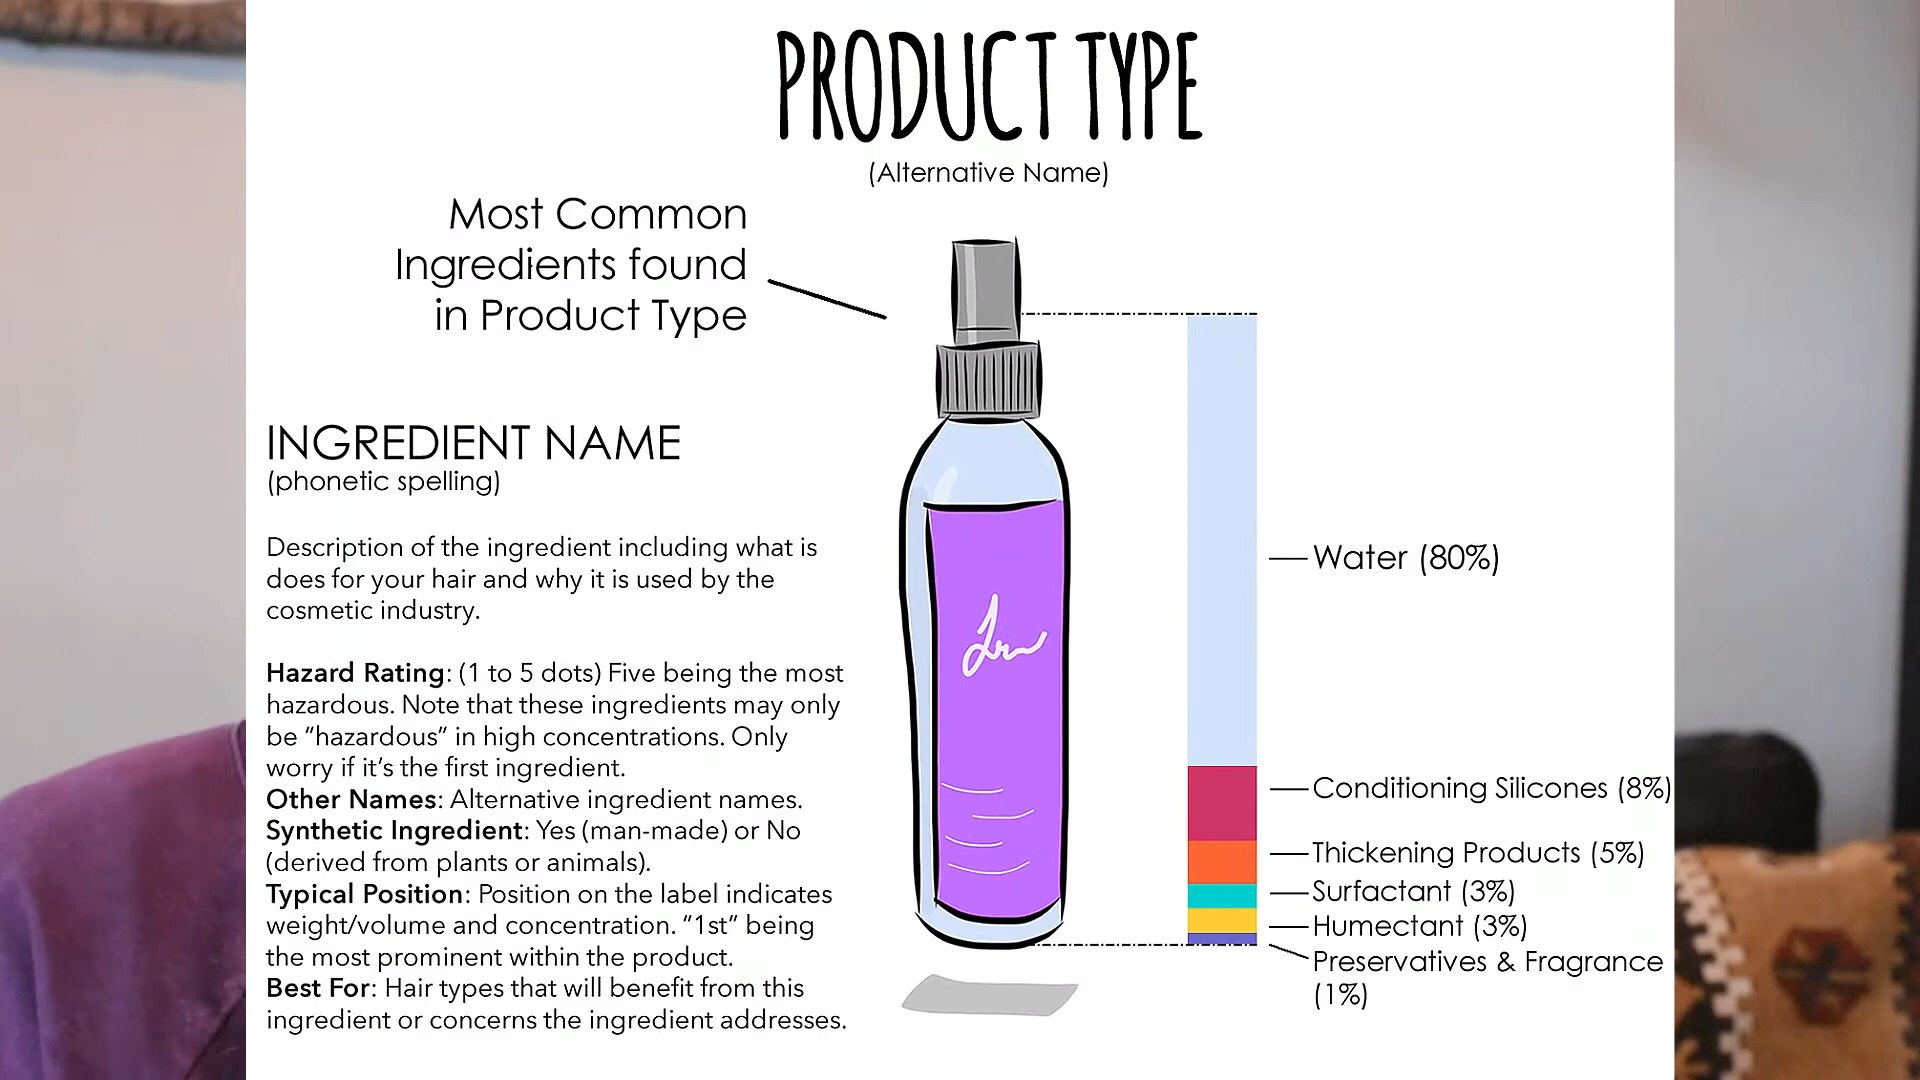 PRODUCT TYPE
(Alternative Name)
Most Common
Ingredients found
in Product Type
INGREDIENT NAME
(phonetic spelling)
Description of the ingredient including what is
does for your hair and why it is used by the
cosmetic industry.
Hazard Rating: (1 to 5 dots) Five being the most
hazardous. Note that these ingredients may only
be “hazardous” in high concentrations. Only
worry if it’s the first ingredient.
Other Names: Alternative ingredient names.
Synthetic Ingredient: Yes (man-made) or No
(derived from plants or animals).
Typical Position: Position on the label indicates
weight/volume and concentration. “1st” being
the most prominent within the product.
Best For: Hair types that will benefit from this
ingredient or concerns the ingredient addresses.
Water (80%)
Conditioning Silicones (8%)
Thickening Products (5%)
Surfactant (3%)
Humectant (3%)
Preservatives & Fragrance
(1%)